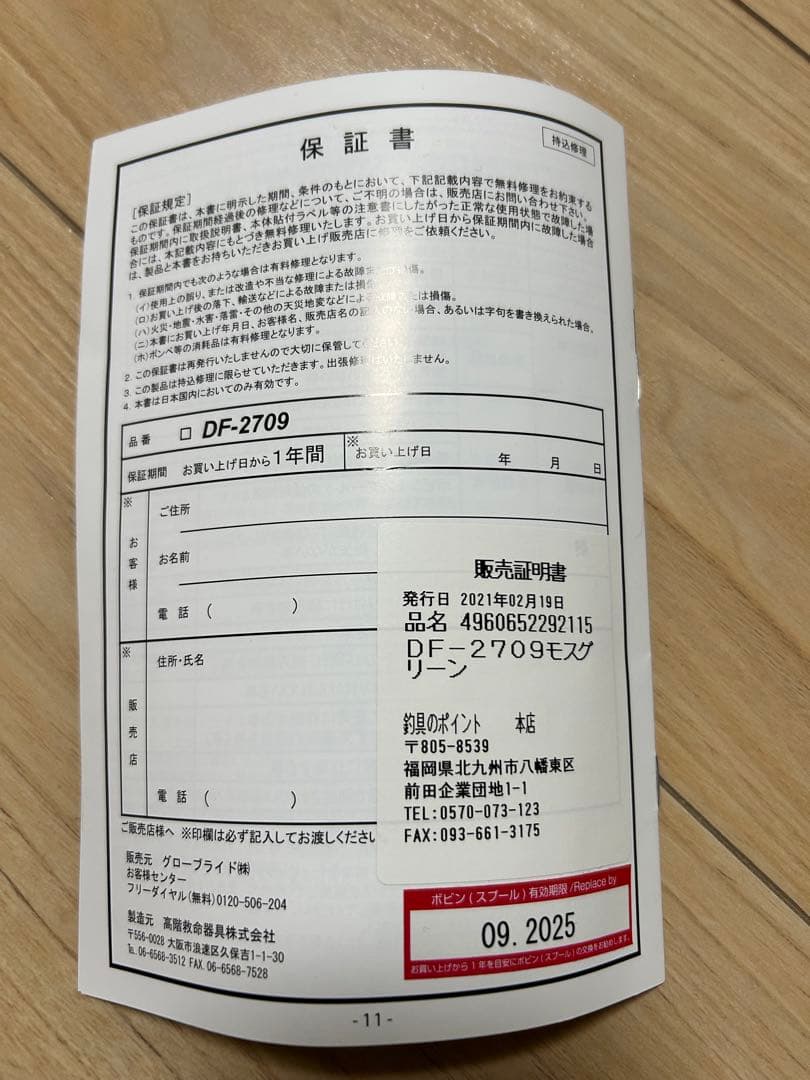 保証書
持込修理
[保証規定]
この保証書は、本書に明示した期間、条件のもとにおいて、下記記載内容で無料修理をお約束する
ものです。保証期間経過後の修理などについて、ご不明の場合は、販売店にお問い合わせ下さい。
保証期間内に取扱説明書、本体貼付ラベル等の注意書にしたがった正常な使用状態で故障した場
合には、本記載内容にもとづき無料修理いたします。お買い上げ日から保証期間内に故障した場合
は、製品と本書をお持ちいただきお買い上げ販売店に修理をご依頼ください。
1. 保証期間内でも次のような場合は有料修理となります。
(イ)使用上の誤り、または改造や不当な修理による故障または損傷。
(ロ)お買い上げ後の落下、輸送などによる故障または損傷。
(ハ)火災・地震・水害・落雷・その他の天災地変などによる故障または損傷。
(ニ)本書にお買い上げ年月日、お客様名、販売店名の記入のない場合、あるいは字句を書き換えられた場合。
(ホ)ボンベ等の消耗品は有料修理となります。
2. この保証書は再発行いたしませんので大切に保管してください。
3. この製品は持込修理に限らせていただきます。出張修理はいたしません。
4. 本書は日本国内においてのみ有効です。
品番 □ DF-2709
保証期間 お買い上げ日から1年間 ※お買い上げ日 年 月 日
※お客様
ご住所
お名前
電話 ( )
※販売店
住所・氏名
電話 ( )
ご販売店様へ ※印欄は必ず記入してお渡しください
販売元 グローブライド㈱
お客様センター
フリーダイヤル(無料)0120-506-204
製造元 高階救命器具株式会社
〒556-0028 大阪市浪速区久保吉1-1-30
TEL. 06-6568-3512 FAX. 06-6568-7528
販売証明書
発行日 2021年02月19日
品名 4960652292115
DF-2709モスグ
リーン
釣具のポイント 本店
〒805-8539
福岡県北九州市八幡東区
前田企業団地1-1
TEL:0570-073-123
FAX:093-661-3175
ボビン(スプール)有効期限/Replace by
09. 2025
お買い上げから1年を目安にボビン(スプール)の交換をお勧めします。
- 11 -